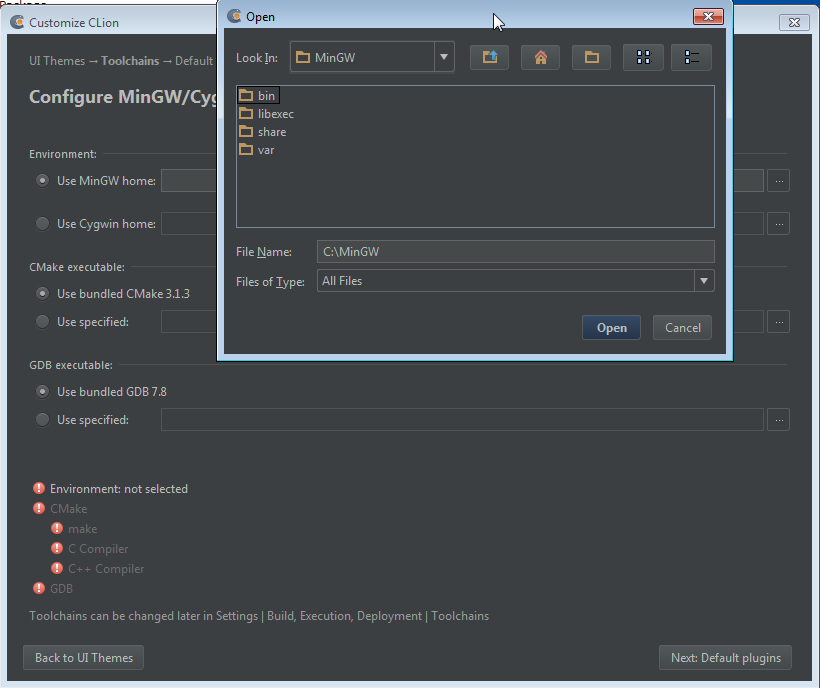 Customize CLion
UI Themes → Toolchains → Default
Configure MinGW/Cyg
Environment:
Use MinGW home:
...
Use Cygwin home:
...
CMake executable:
Use bundled CMake 3.1.3
Use specified:
...
GDB executable:
Use bundled GDB 7.8
Use specified:
...
Environment: not selected
CMake
make
C Compiler
C++ Compiler
GDB
Toolchains can be changed later in Settings | Build, Execution, Deployment | Toolchains
Back to UI Themes
Next: Default plugins
Open
Look In:
MinGW
bin
libexec
share
var
File Name:
C:\MinGW
Files of Type:
All Files
Open
Cancel